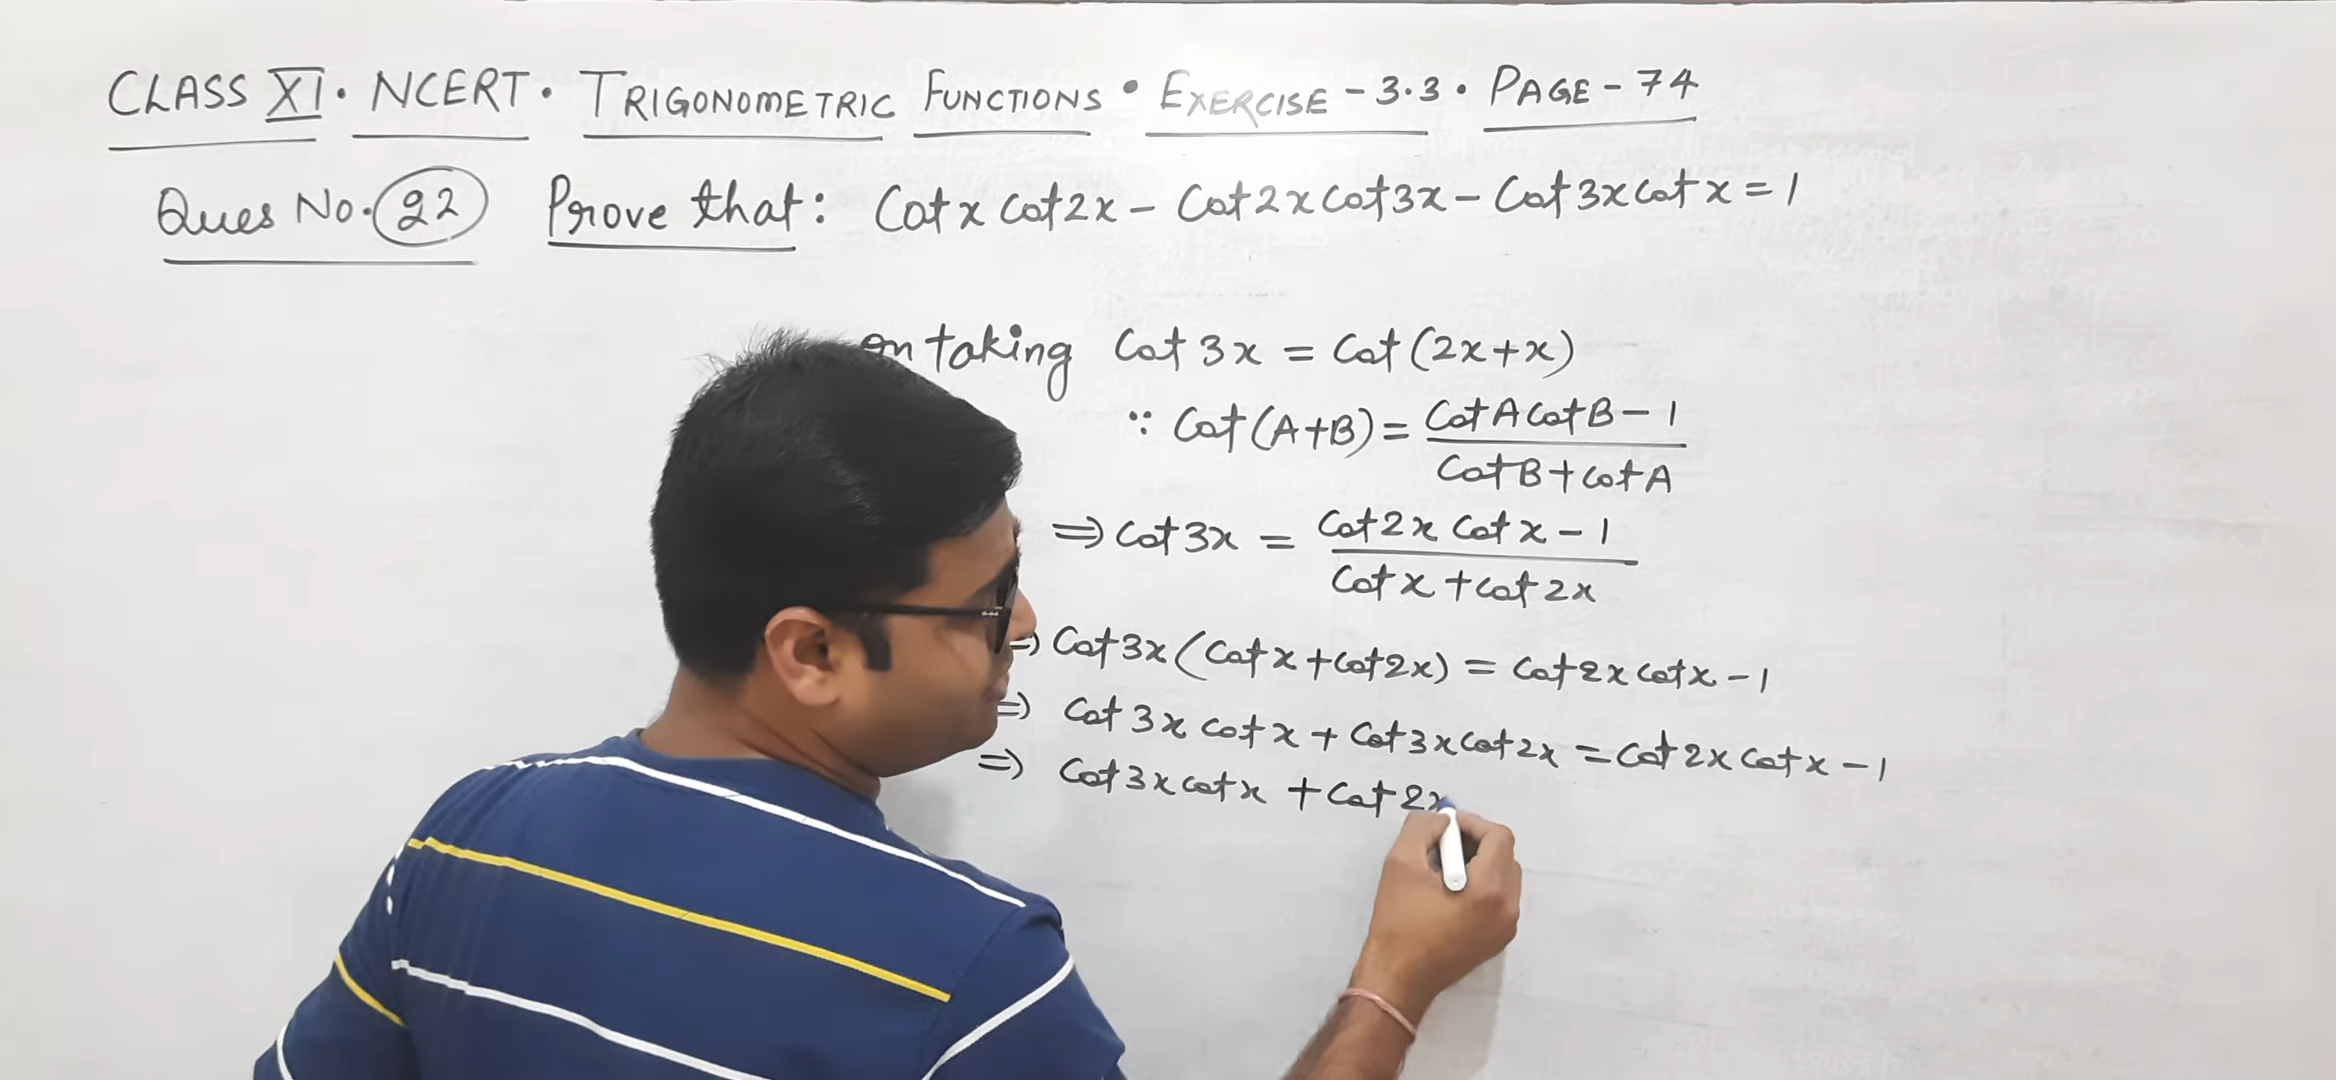 CLASS XI • NCERT • TRIGONOMETRIC FUNCTIONS • EXERCISE - 3.3 • PAGE - 74
Ques No. 22 Prove that: Cot x cot 2x - Cot 2x cot 3x - Cot 3x cot x = 1
on taking Cot 3x = Cot (2x+x)
∵ Cot (A+B) = Cot A cot B - 1
Cot B + cot A
⇒ Cot 3x = Cot 2x Cot x - 1
Cot x + cot 2x
⇒ Cot 3x (Cot x + cot 2x) = Cot 2x cot x - 1
⇒ Cot 3x cot x + Cot 3x cot 2x = Cot 2x cot x - 1
⇒ Cot 3x cot x + Cot 2x